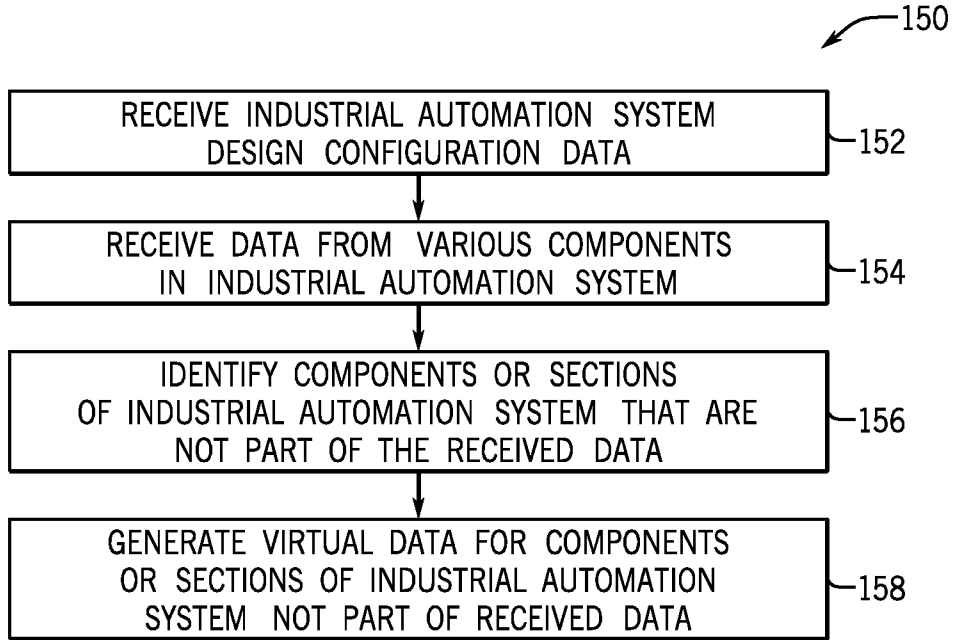 150
RECEIVE INDUSTRIAL AUTOMATION SYSTEM
DESIGN CONFIGURATION DATA
152
RECEIVE DATA FROM VARIOUS COMPONENTS
IN INDUSTRIAL AUTOMATION SYSTEM
154
IDENTIFY COMPONENTS OR SECTIONS
OF INDUSTRIAL AUTOMATION SYSTEM THAT ARE
NOT PART OF THE RECEIVED DATA
156
GENERATE VIRTUAL DATA FOR COMPONENTS
OR SECTIONS OF INDUSTRIAL AUTOMATION
SYSTEM NOT PART OF RECEIVED DATA
158